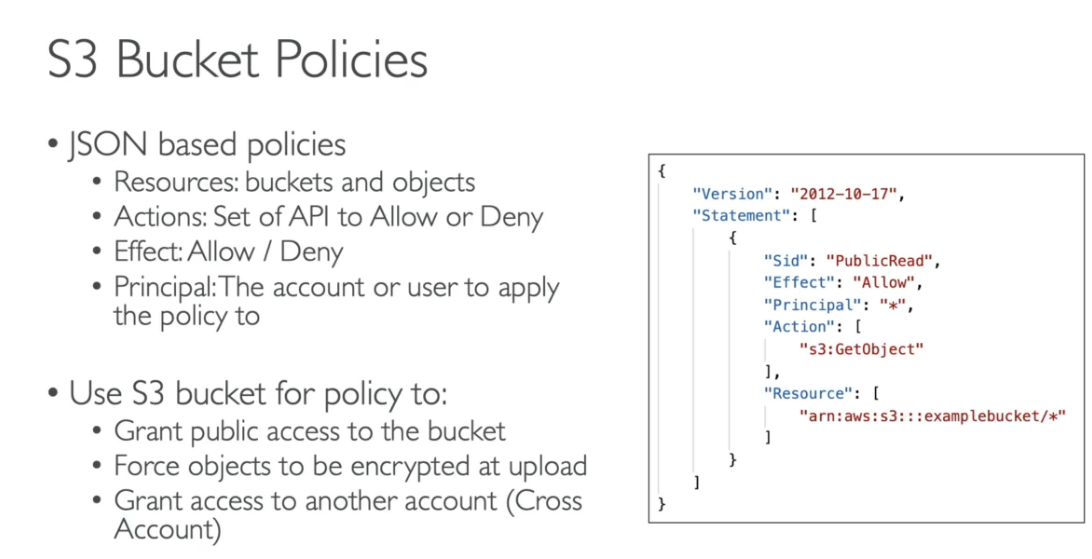 S3 Bucket Policies
• JSON based policies
• Resources: buckets and objects
• Actions: Set of API to Allow or Deny
• Effect: Allow / Deny
• Principal: The account or user to apply
the policy to
• Use S3 bucket for policy to:
• Grant public access to the bucket
• Force objects to be encrypted at upload
• Grant access to another account (Cross
Account)
{
"Version": "2012-10-17",
"Statement": [
{
"Sid": "PublicRead",
"Effect": "Allow",
"Principal": "*",
"Action": [
"s3:GetObject"
],
"Resource": [
"arn:aws:s3:::examplebucket/*"
]
}
]
}